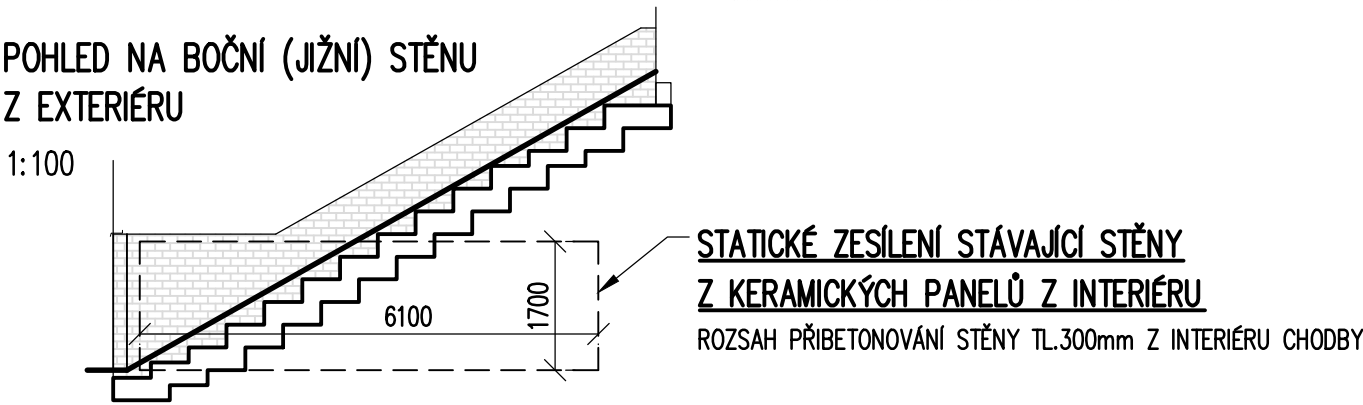 POHLED NA BOČNÍ (JIŽNÍ) STĚNU
Z EXTERIÉRU
1:100
STATICKÉ ZESÍLENÍ STÁVAJÍCÍ STĚNY
Z KERAMICKÝCH PANELŮ Z INTERIÉRU
ROZSAH PŘIBETONOVÁNÍ STĚNY TL.300mm Z INTERIÉRU CHODBY
6100
1700